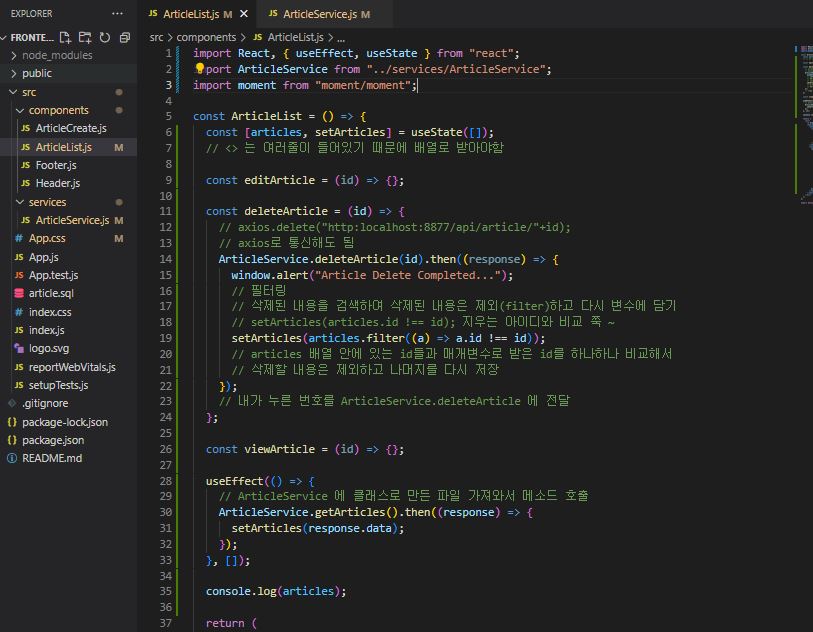 EXPLORER ...
FRONTE...
node_modules
public
src
components
ArticleCreate.js
ArticleList.js M
Footer.js
Header.js
services
ArticleService.js M
App.css M
App.js
App.test.js
article.sql
index.css
index.js
logo.svg
reportWebVitals.js
setupTests.js
.gitignore
package-lock.json
package.json
README.md
JS ArticleList.js M × JS ArticleService.js M
src > components > JS ArticleList.js > ...
1 import React, { useEffect, useState } from "react";
2 port ArticleService from "../services/ArticleService";
3 import moment from "moment/moment";
4
5 const ArticleList = () => {
6 const [articles, setArticles] = useState([]);
7 // <> 는 여러줄이 들어있기 때문에 배열로 받아야함
8
9 const editArticle = (id) => {};
10
11 const deleteArticle = (id) => {
12 // axios.delete("http:localhost:8877/api/article/"+id);
13 // axios로 통신해도 됨
14 ArticleService.deleteArticle(id).then((response) => {
15 window.alert("Article Delete Completed...");
16 // 필터링
17 // 삭제된 내용을 검색하여 삭제된 내용은 제외(filter)하고 다시 변수에 담기
18 // setArticles(articles.id !== id); 지우는 아이디와 비교 쭉 ~
19 setArticles(articles.filter((a) => a.id !== id));
20 // articles 배열 안에 있는 id들과 매개변수로 받은 id를 하나하나 비교해서
21 // 삭제할 내용은 제외하고 나머지를 다시 저장
22 });
23 // 내가 누른 번호를 ArticleService.deleteArticle 에 전달
24 };
25
26 const viewArticle = (id) => {};
27
28 useEffect(() => {
29 // ArticleService 에 클래스로 만든 파일 가져와서 메소드 호출
30 ArticleService.getArticles().then((response) => {
31 setArticles(response.data);
32 });
33 }, []);
34
35 console.log(articles);
36
37 return (